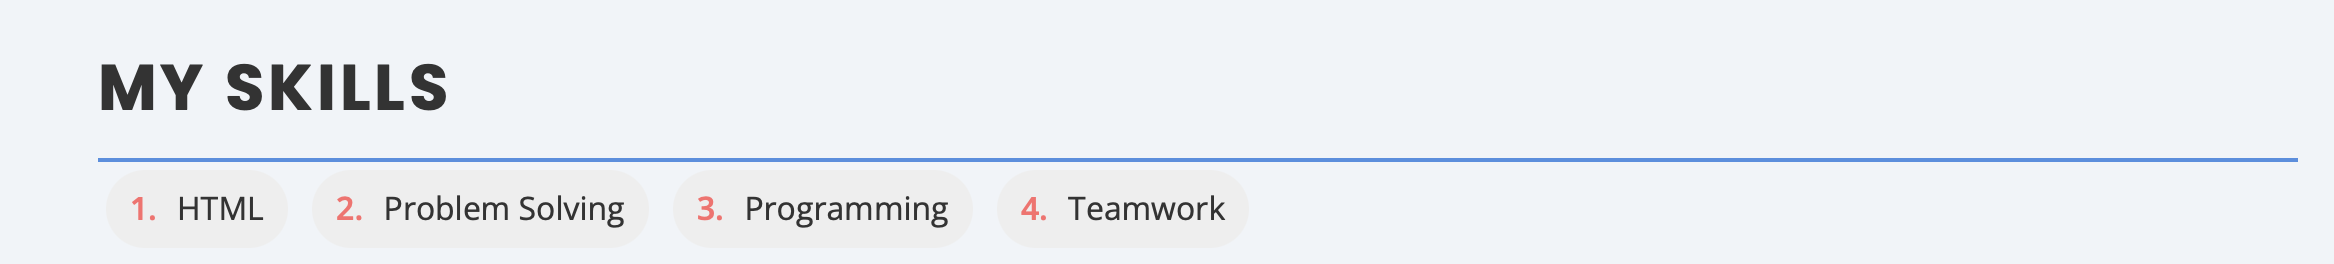 MY SKILLS
1. HTML 2. Problem Solving 3. Programming 4. Teamwork